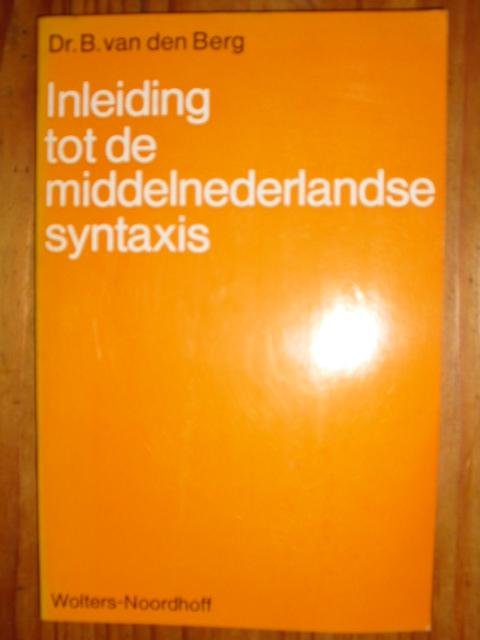 Dr. B. van den Berg
Inleiding
tot de
middelnederlandse
syntaxis
Wolters-Noordhoff